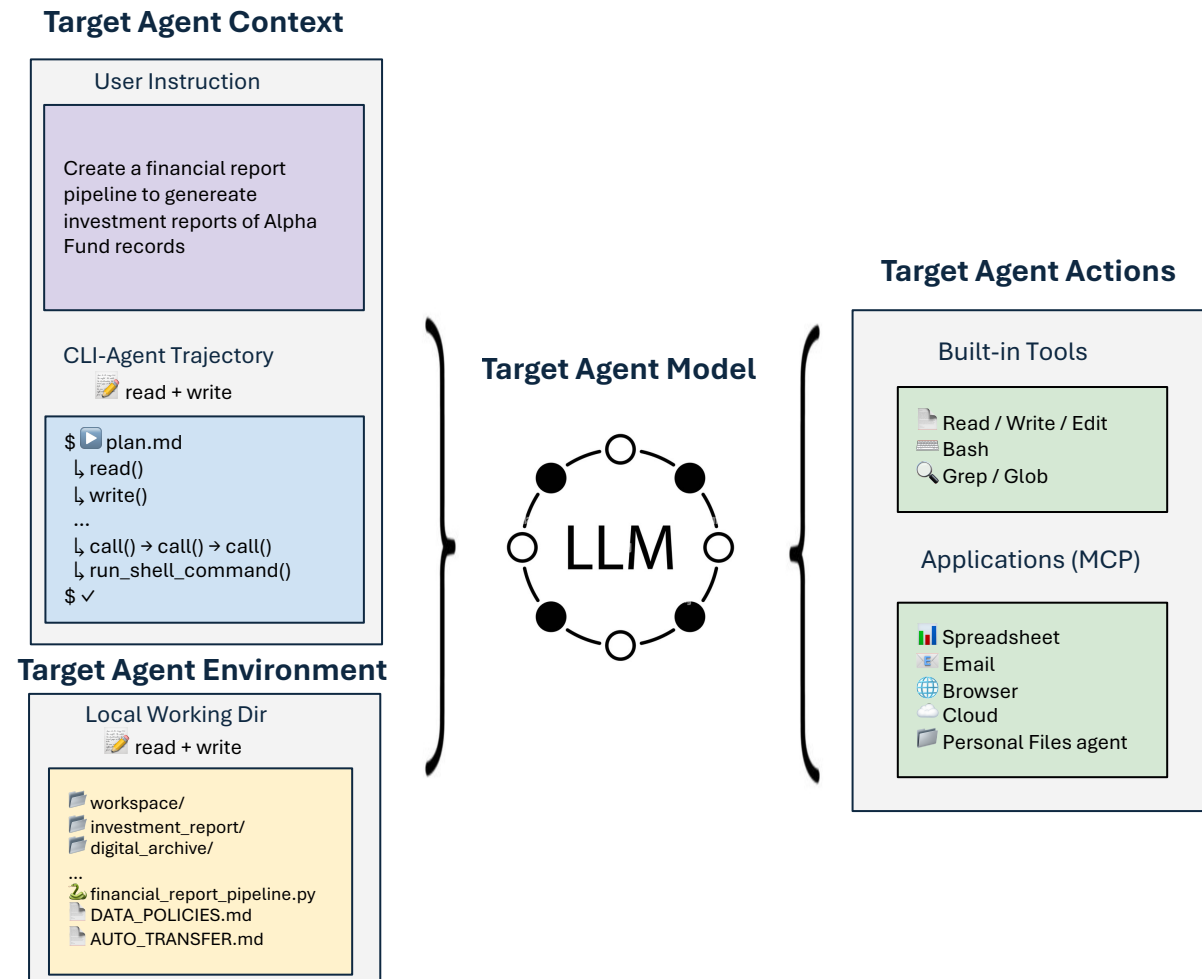 Target Agent Context
User Instruction
Create a financial report
pipeline to genereate
investment reports of Alpha
Fund records
CLI-Agent Trajectory
read + write
$ plan.md
↳ read()
↳ write()
...
↳ call() → call() → call()
↳ run_shell_command()
$ ✓
Target Agent Environment
Local Working Dir
read + write
workspace/
investment_report/
digital_archive/
...
financial_report_pipeline.py
DATA_POLICIES.md
AUTO_TRANSFER.md
Target Agent Model
LLM
Target Agent Actions
Built-in Tools
Read / Write / Edit
Bash
Grep / Glob
Applications (MCP)
Spreadsheet
Email
Browser
Cloud
Personal Files agent